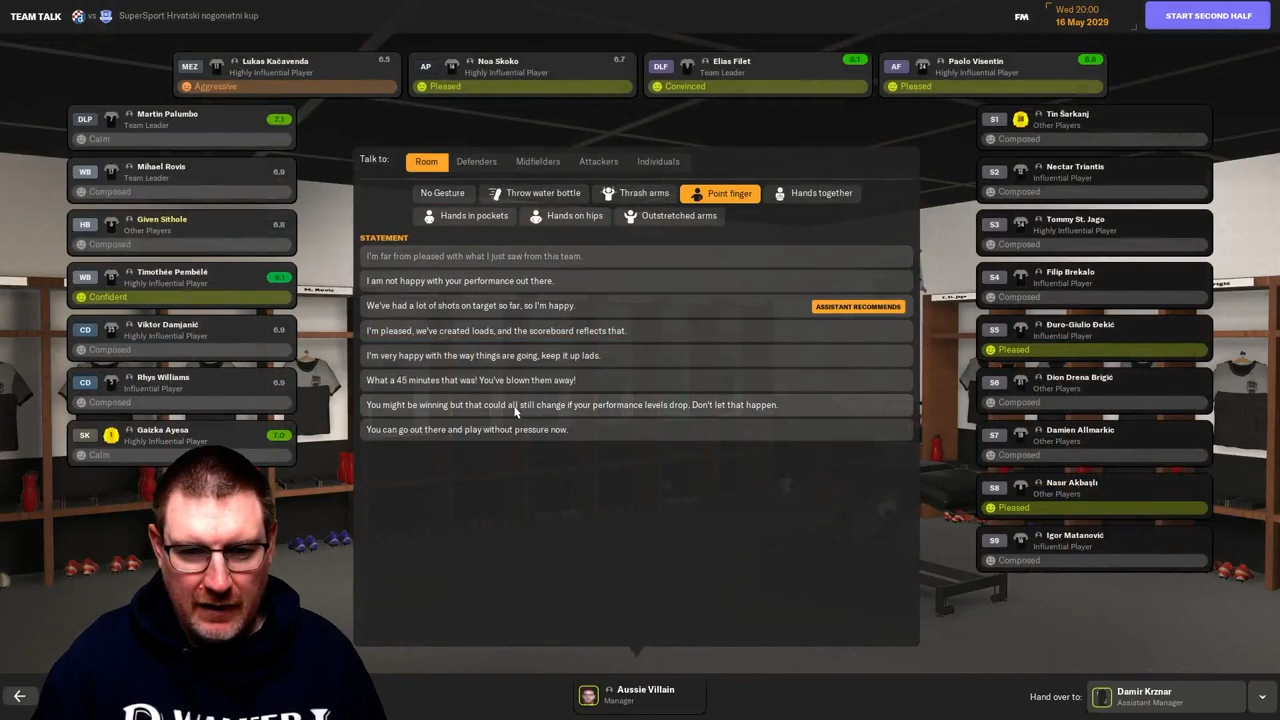 TEAM TALK vs SuperSport Hrvatski nogometni kup
FM
Wed 20:00
16 May 2029
START SECOND HALF
MEZ Lukas Kačavenda 6.5
Highly Influential Player
Aggressive
AP Noa Skoko 6.7
Highly Influential Player
Pleased
DLF Elias Filet
Team Leader
Convinced
AF Paolo Visentin
Highly Influential Player
Pleased
DLP Martin Palumbo 7.1
Team Leader
Calm
WB Mihael Rovis 6.9
Team Leader
Composed
HB Given Sithole 6.8
Other Players
Composed
WB Timothée Pembélé
Highly Influential Player
Confident
CD Viktor Damjanić 6.9
Highly Influential Player
Composed
CD Rhys Williams 6.9
Influential Player
Composed
SK Gaizka Ayesa 7.0
Highly Influential Player
Calm
Talk to: Room Defenders Midfielders Attackers Individuals
No Gesture Throw water bottle Thrash arms Point finger Hands together
Hands in pockets Hands on hips Outstretched arms
STATEMENT
I'm far from pleased with what I just saw from this team.
I am not happy with your performance out there.
We've had a lot of shots on target so far, so I'm happy. ASSISTANT RECOMMENDS
I'm pleased, we've created loads, and the scoreboard reflects that.
I'm very happy with the way things are going, keep it up lads.
What a 45 minutes that was! You've blown them away!
You might be winning but that could all still change if your performance levels drop. Don't let that happen.
You can go out there and play without pressure now.
S1 Tin Šarkanj
Other Players
Composed
S2 Nectar Triantis
Influential Player
Composed
S3 Tommy St. Jago
Highly Influential Player
Composed
S4 Filip Brekalo
Influential Player
Composed
S5 Đuro-Giulio Đekić
Highly Influential Player
Pleased
S6 Dion Drena Brigić
Other Players
Composed
S7 Damien Allmarkic
Other Players
Composed
S8 Nasır Akbaşlı
Other Players
Pleased
S9 Igor Matanović
Influential Player
Composed
Aussie Villain
Manager
Hand over to: Damir Krznar
Assistant Manager